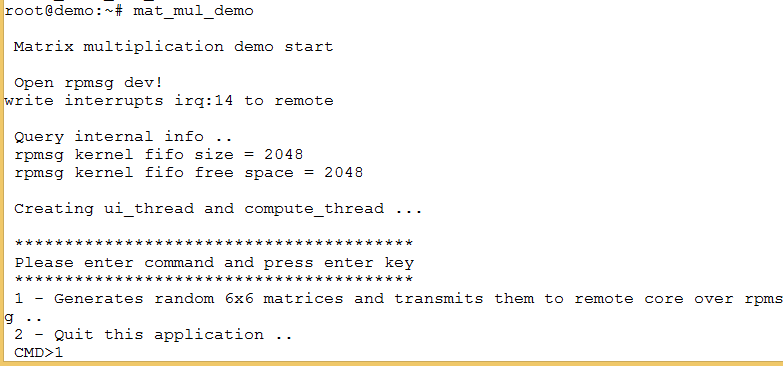 root@demo:~# mat_mul_demo
Matrix multiplication demo start
Open rpmsg dev!
write interrupts irq:14 to remote
Query internal info ..
rpmsg kernel fifo size = 2048
rpmsg kernel fifo free space = 2048
Creating ui_thread and compute_thread ...
****************************************
Please enter command and press enter key
****************************************
1 - Generates random 6x6 matrices and transmits them to remote core over rpms
g ..
2 - Quit this application ..
CMD>1